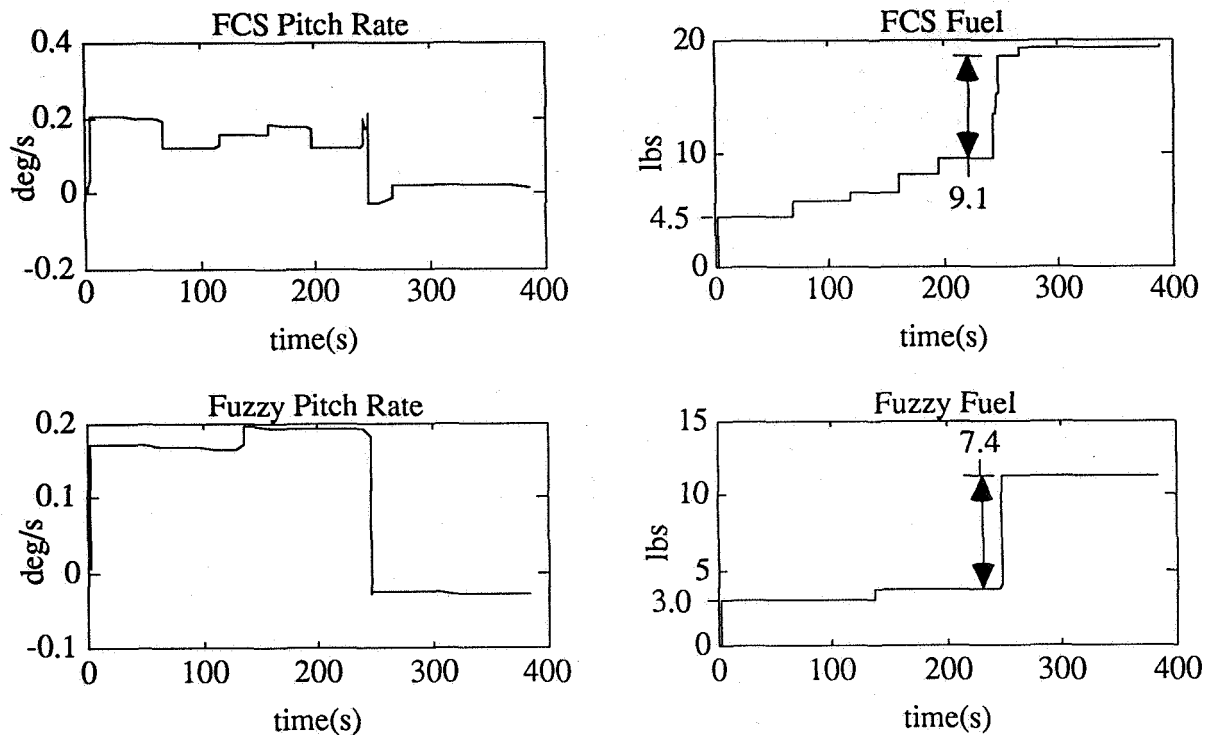 FCS Pitch Rate
0.4
0.2
0
-0.2
deg/s
0 100 200 300 400
time(s)
FCS Fuel
20
10
4.5
0
lbs
9.1
0 100 200 300 400
time(s)
Fuzzy Pitch Rate
0.2
0.1
0
-0.1
deg/s
0 100 200 300 400
time(s)
Fuzzy Fuel
15
10
5
3.0
0
lbs
7.4
0 100 200 300 400
time(s)